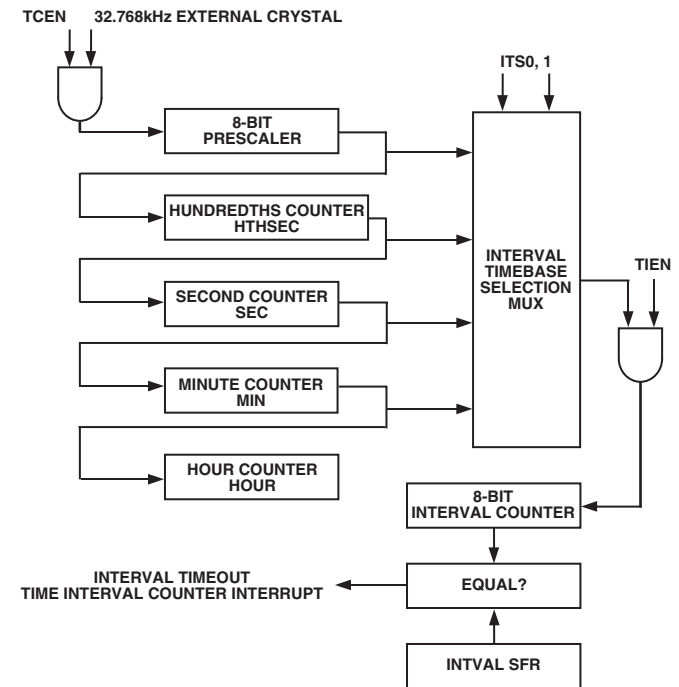 TCEN 32.768kHz EXTERNAL CRYSTAL
ITS0, 1
8-BIT
PRESCALER
HUNDREDTHS COUNTER
HTHSEC
INTERVAL
TIMEBASE
SELECTION
MUX
TIEN
SECOND COUNTER
SEC
MINUTE COUNTER
MIN
HOUR COUNTER
HOUR
8-BIT
INTERVAL COUNTER
INTERVAL TIMEOUT
TIME INTERVAL COUNTER INTERRUPT
EQUAL?
INTVAL SFR